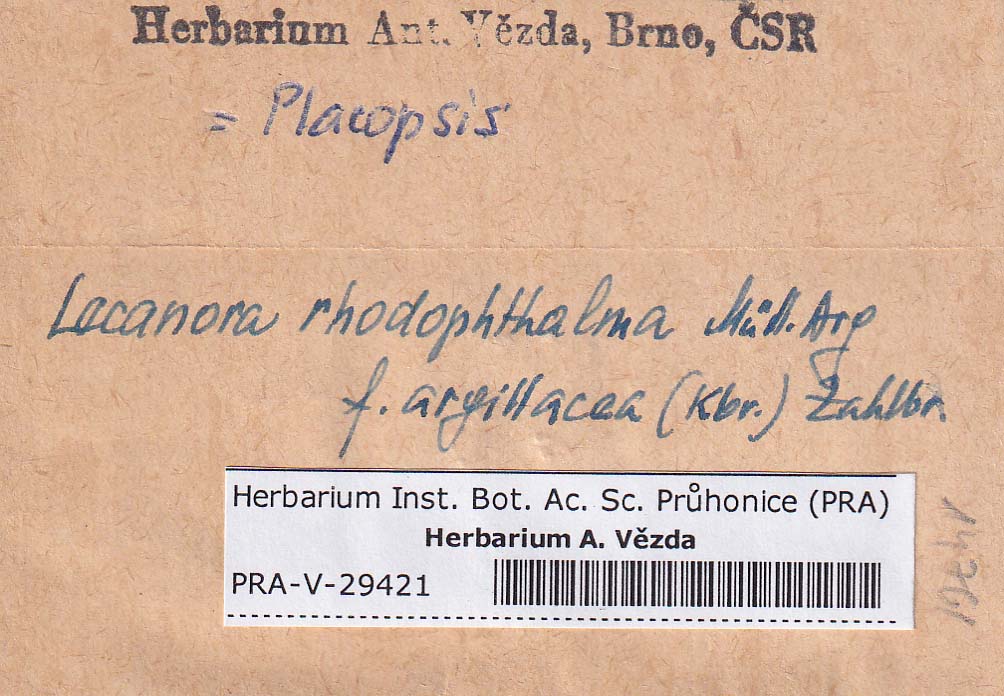 Herbarium Ant. Vězda, Brno, ČSR
= Placopsis
Lecanora rhodophthalma Müll. Arg
f. argillacea (Kbr.) Zahlbr.
Herbarium Inst. Bot. Ac. Sc. Průhonice (PRA)
Herbarium A. Vězda
PRA-V-29421